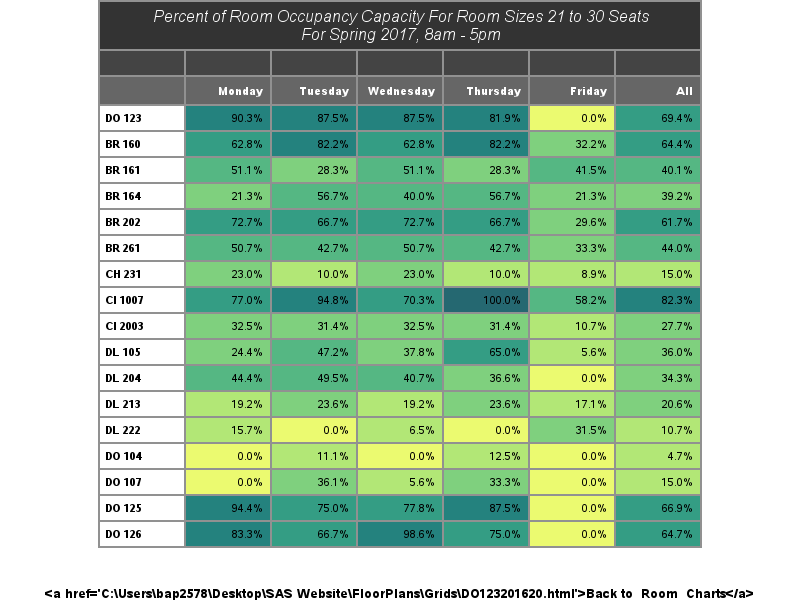 Percent of Room Occupancy Capacity For Room Sizes 21 to 30 Seats
For Spring 2017, 8am - 5pm
Monday Tuesday Wednesday Thursday Friday All
DO 123 90.3% 87.5% 87.5% 81.9% 0.0% 69.4%
BR 160 62.8% 82.2% 62.8% 82.2% 32.2% 64.4%
BR 161 51.1% 28.3% 51.1% 28.3% 41.5% 40.1%
BR 164 21.3% 56.7% 40.0% 56.7% 21.3% 39.2%
BR 202 72.7% 66.7% 72.7% 66.7% 29.6% 61.7%
BR 261 50.7% 42.7% 50.7% 42.7% 33.3% 44.0%
CH 231 23.0% 10.0% 23.0% 10.0% 8.9% 15.0%
CI 1007 77.0% 94.8% 70.3% 100.0% 58.2% 82.3%
CI 2003 32.5% 31.4% 32.5% 31.4% 10.7% 27.7%
DL 105 24.4% 47.2% 37.8% 65.0% 5.6% 36.0%
DL 204 44.4% 49.5% 40.7% 36.6% 0.0% 34.3%
DL 213 19.2% 23.6% 19.2% 23.6% 17.1% 20.6%
DL 222 15.7% 0.0% 6.5% 0.0% 31.5% 10.7%
DO 104 0.0% 11.1% 0.0% 12.5% 0.0% 4.7%
DO 107 0.0% 36.1% 5.6% 33.3% 0.0% 15.0%
DO 125 94.4% 75.0% 77.8% 87.5% 0.0% 66.9%
DO 126 83.3% 66.7% 98.6% 75.0% 0.0% 64.7%
<a href='C:\Users\bap2578\Desktop\SAS Website\FloorPlans\Grids\DO123201620.html'>Back to Room Charts</a>